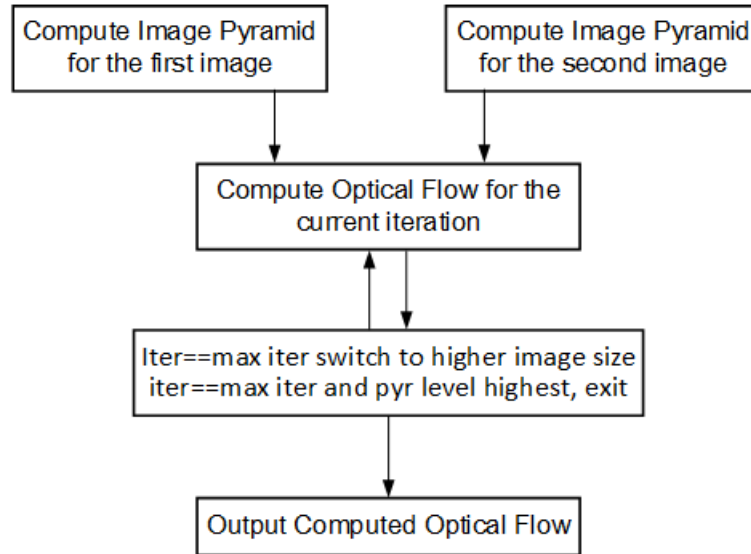 Compute Image Pyramid
for the first image
Compute Image Pyramid
for the second image
Compute Optical Flow for the
current iteration
Iter==max iter switch to higher image size
iter==max iter and pyr level highest, exit
Output Computed Optical Flow